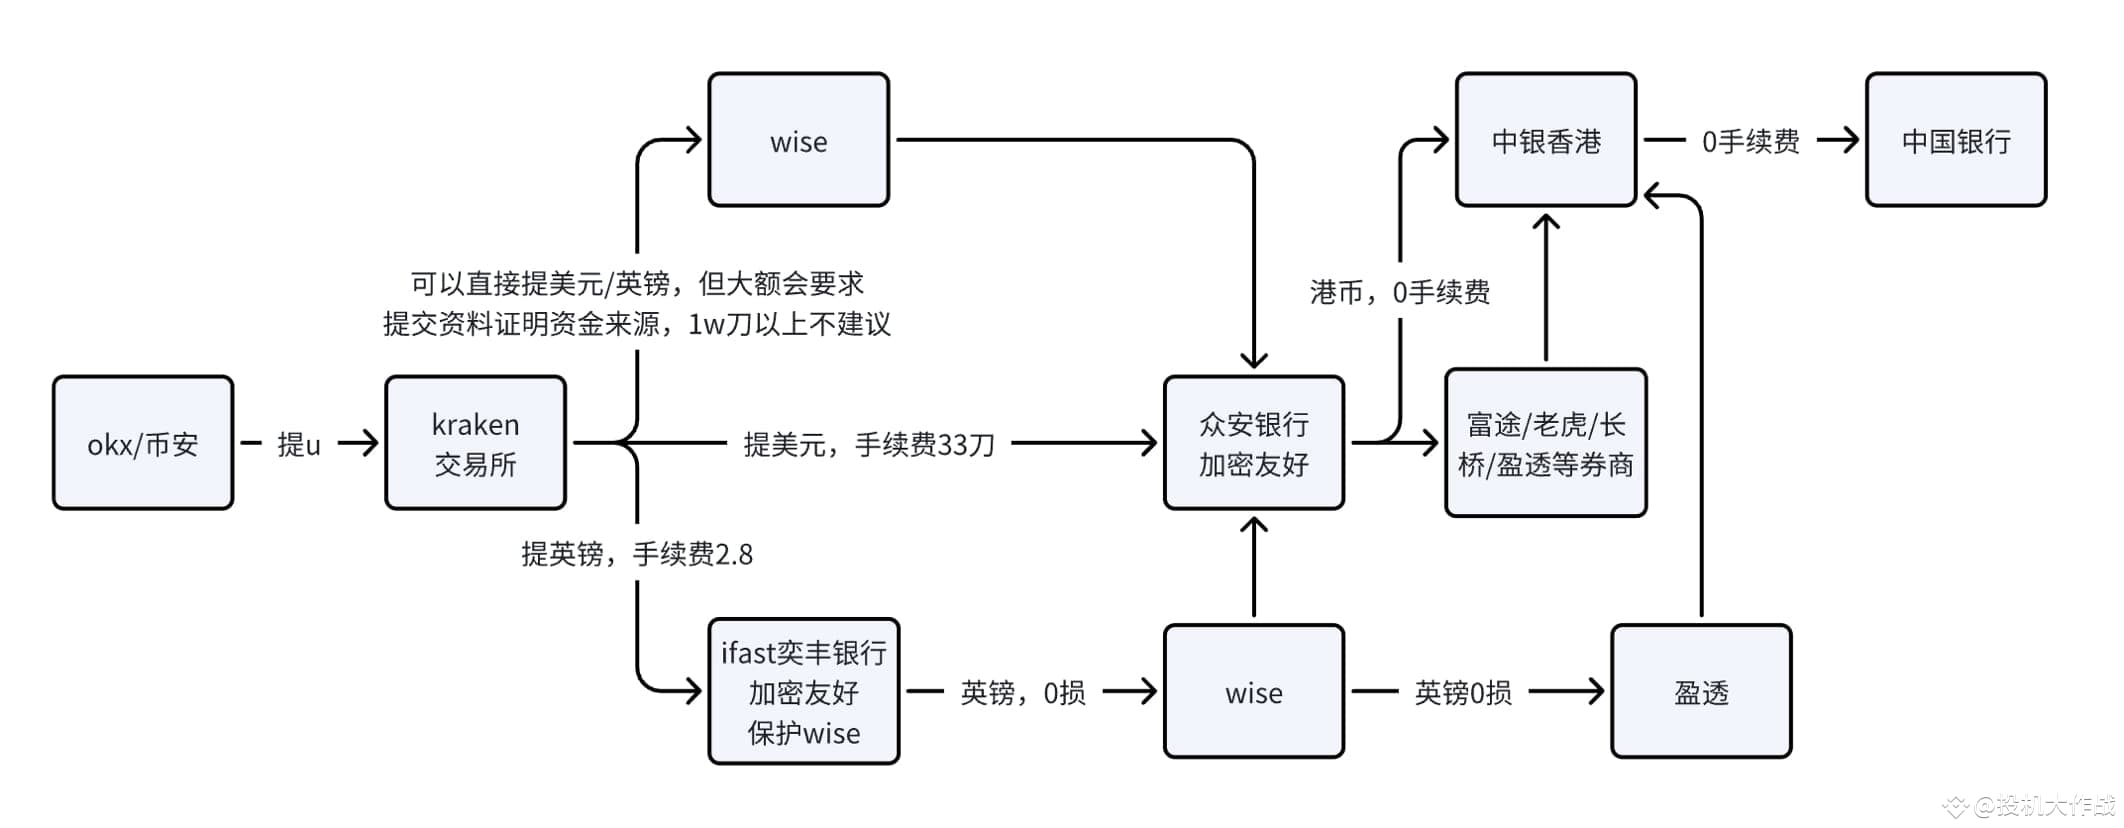 wise
中银香港
0手续费
中国银行
可以直接提美元/英镑，但大额会要求
提交资料证明资金来源，1w刀以上不建议
港币，0手续费
okx/币安
提u
kraken
交易所
提美元，手续费33刀
众安银行
加密友好
富途/老虎/长
桥/盈透等券商
提英镑，手续费2.8
ifast奕丰银行
加密友好
保护wise
英镑，0损
wise
英镑0损
盈透
@投机大作战